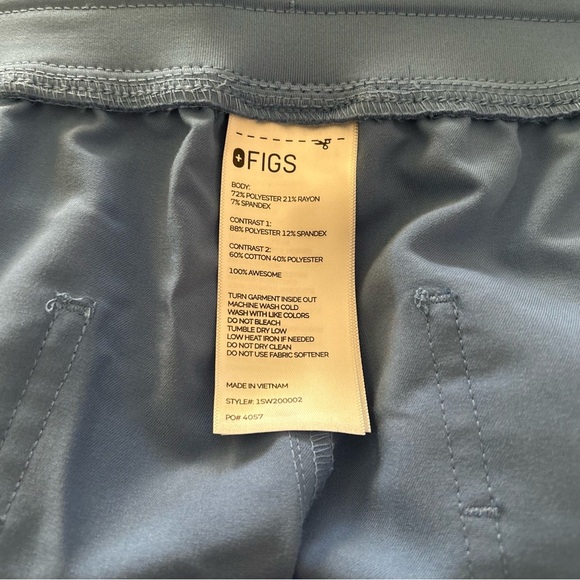 FIGS
BODY:
72% POLYESTER 21% RAYON
7% SPANDEX
CONTRAST 1:
88% POLYESTER 12% SPANDEX
CONTRAST 2:
60% COTTON 40% POLYESTER
100% AWESOME
TURN GARMENT INSIDE OUT
MACHINE WASH COLD
WASH WITH LIKE COLORS
DO NOT BLEACH
TUMBLE DRY LOW
LOW HEAT IRON IF NEEDED
DO NOT DRY CLEAN
DO NOT USE FABRIC SOFTENER
MADE IN VIETNAM
STYLE#: 1SW200002
PO# 4057